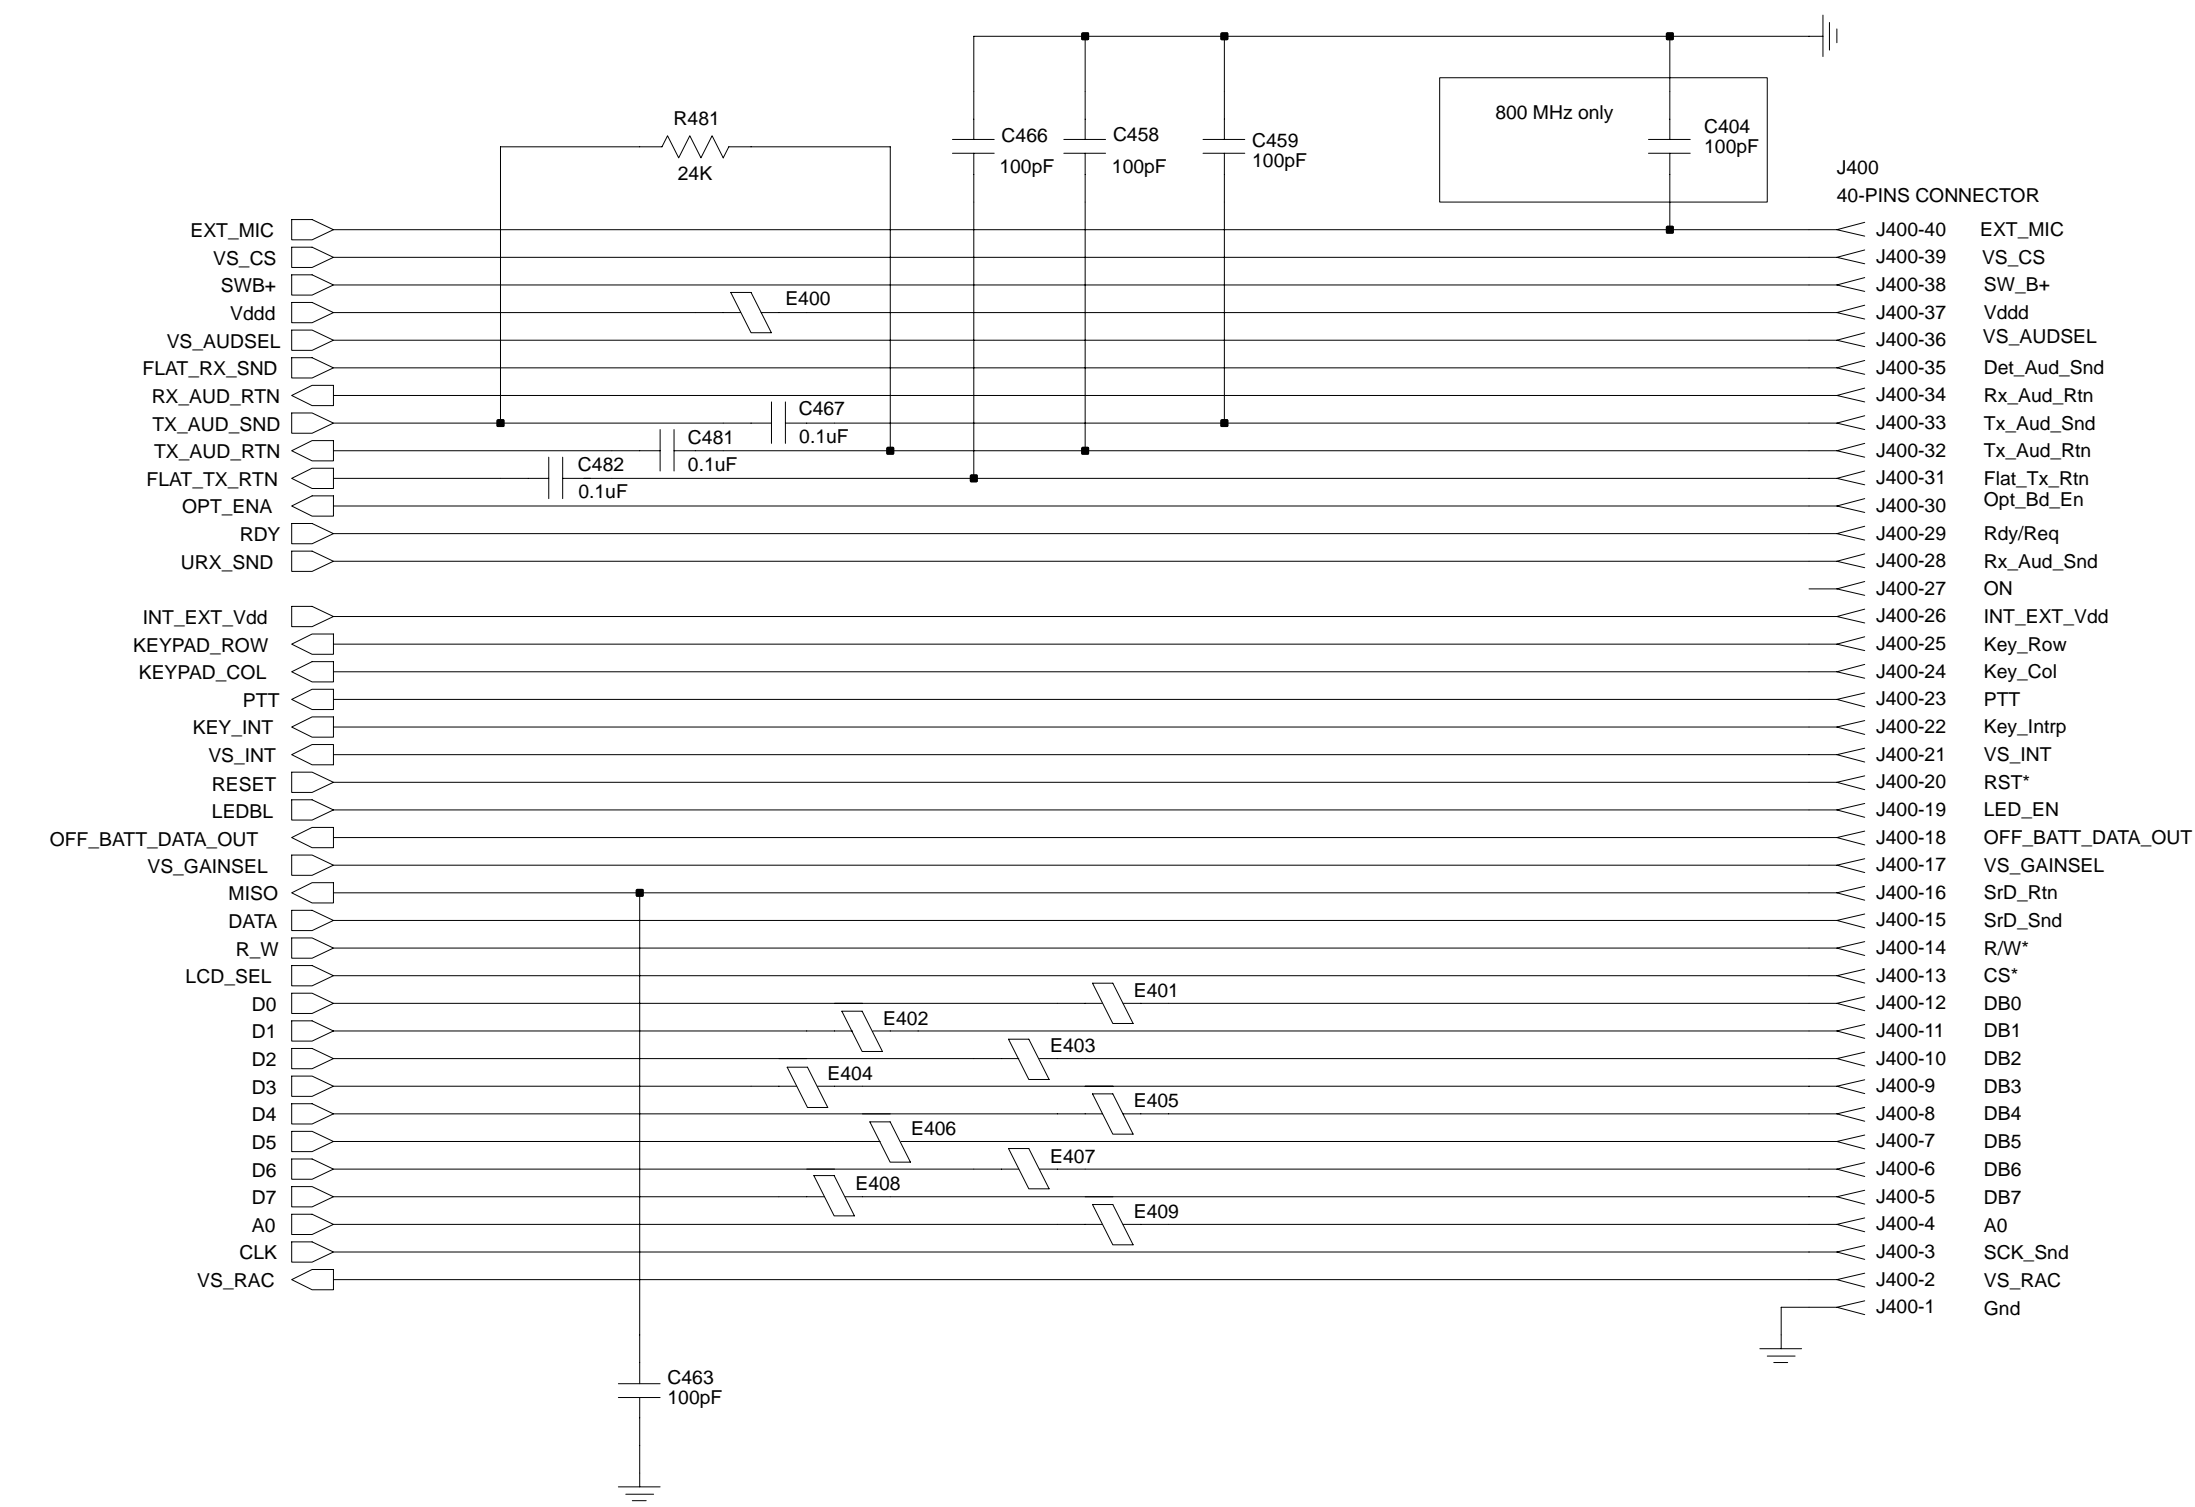 R481
24K
C466
100pF
C458
100pF
C459
100pF
800 MHz only
C404
100pF
J400
40-PINS CONNECTOR
EXT_MIC J400-40 EXT_MIC
VS_CS J400-39 VS_CS
SWB+ J400-38 SW_B+
E400
Vddd J400-37 Vddd
VS_AUDSEL J400-36 VS_AUDSEL
FLAT_RX_SND J400-35 Det_Aud_Snd
RX_AUD_RTN J400-34 Rx_Aud_Rtn
C467
0.1uF
TX_AUD_SND J400-33 Tx_Aud_Snd
C481
0.1uF
TX_AUD_RTN J400-32 Tx_Aud_Rtn
C482
0.1uF
FLAT_TX_RTN J400-31 Flat_Tx_Rtn
OPT_ENA J400-30 Opt_Bd_En
RDY J400-29 Rdy/Req
URX_SND J400-28 Rx_Aud_Snd
J400-27 ON
INT_EXT_Vdd J400-26 INT_EXT_Vdd
KEYPAD_ROW J400-25 Key_Row
KEYPAD_COL J400-24 Key_Col
PTT J400-23 PTT
KEY_INT J400-22 Key_Intrp
VS_INT J400-21 VS_INT
RESET J400-20 RST*
LEDBL J400-19 LED_EN
OFF_BATT_DATA_OUT J400-18 OFF_BATT_DATA_OUT
VS_GAINSEL J400-17 VS_GAINSEL
MISO J400-16 SrD_Rtn
DATA J400-15 SrD_Snd
R_W J400-14 R/W*
LCD_SEL J400-13 CS*
E401
D0 J400-12 DB0
E402
D1 J400-11 DB1
E403
D2 J400-10 DB2
E404
D3 J400-9 DB3
E405
D4 J400-8 DB4
E406
D5 J400-7 DB5
E407
D6 J400-6 DB6
E408
D7 J400-5 DB7
E409
A0 J400-4 A0
CLK J400-3 SCK_Snd
VS_RAC J400-2 VS_RAC
J400-1 Gnd
C463
100pF